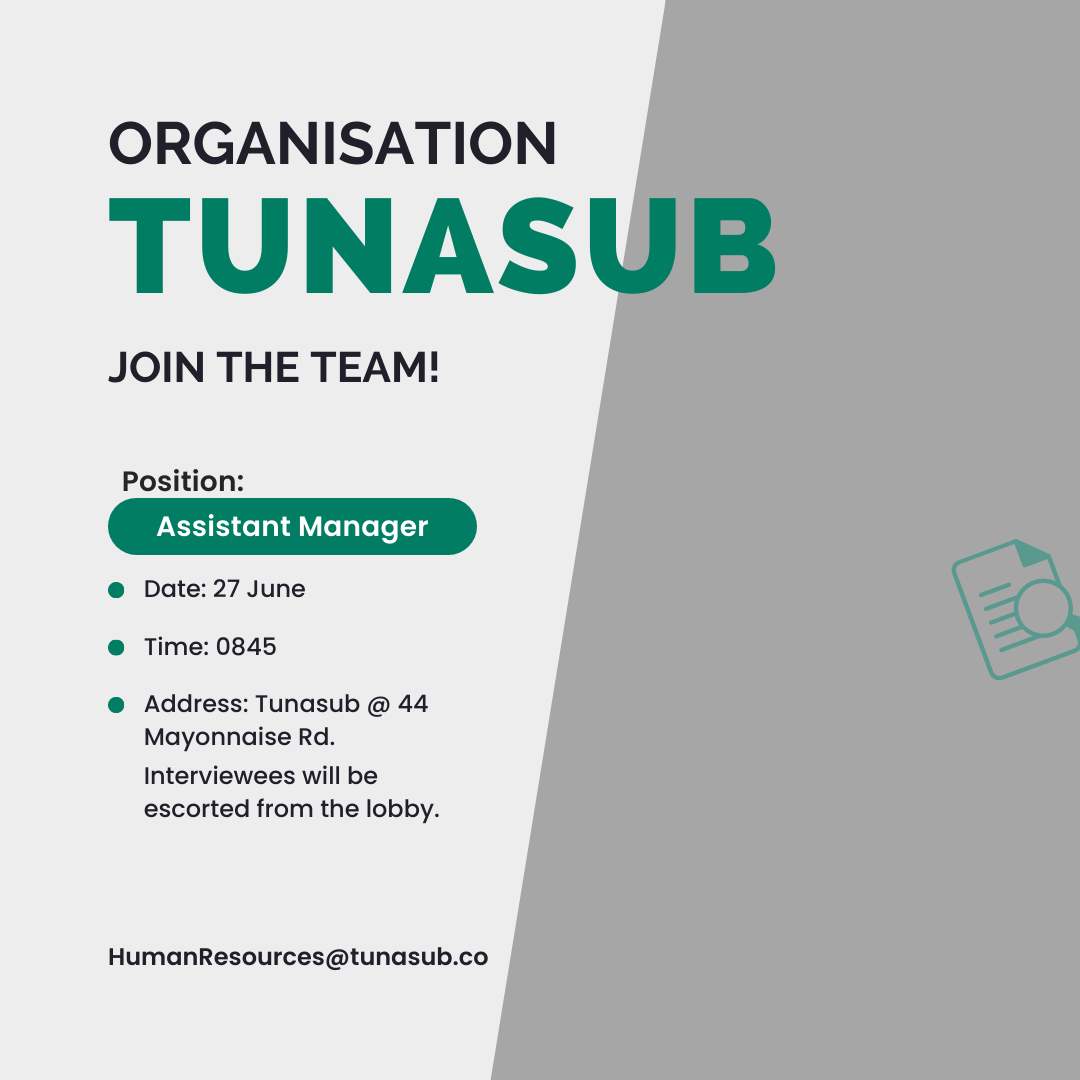 ORGANISATION
TUNASUB
JOIN THE TEAM!
Position:
Assistant Manager
Date: 27 June
Time: 0845
Address: Tunasub @ 44
Mayonnaise Rd.
Interviewees will be
escorted from the lobby.
HumanResources@tunasub.co